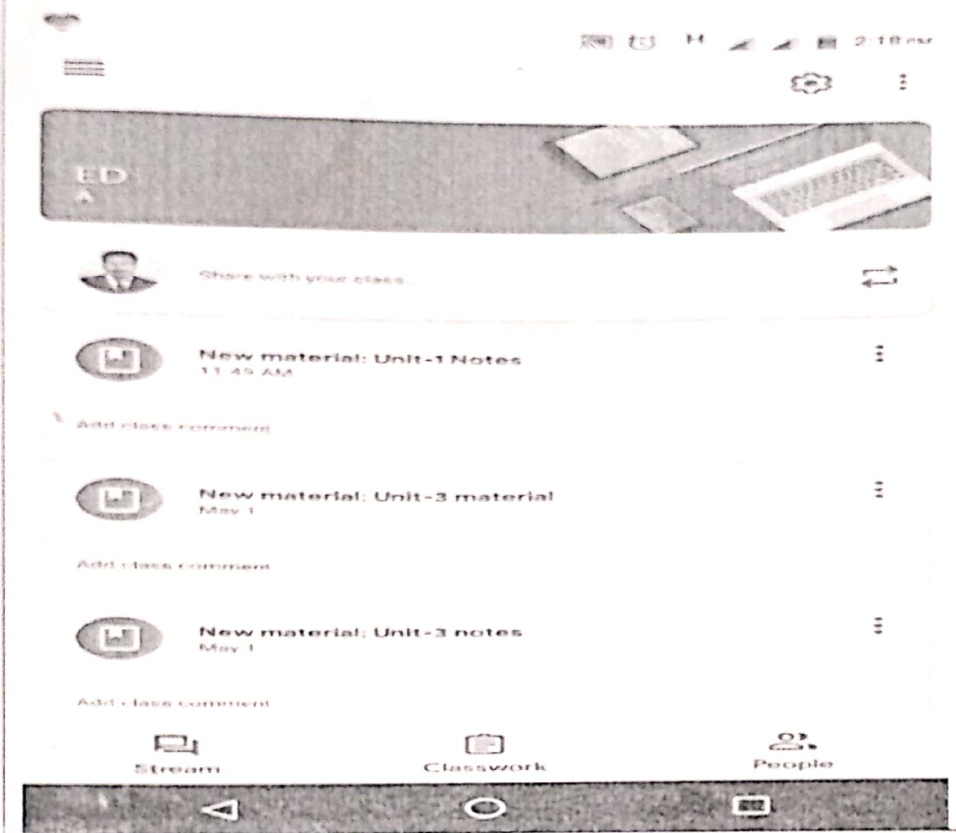 H 2:18 PM
ED
A
Share with your class
New material: Unit-1 Notes
11:49 AM
Add class comment
New material: Unit-3 material
May 1
Add class comment
New material: Unit-3 notes
May 1
Add class comment
Stream Classwork People